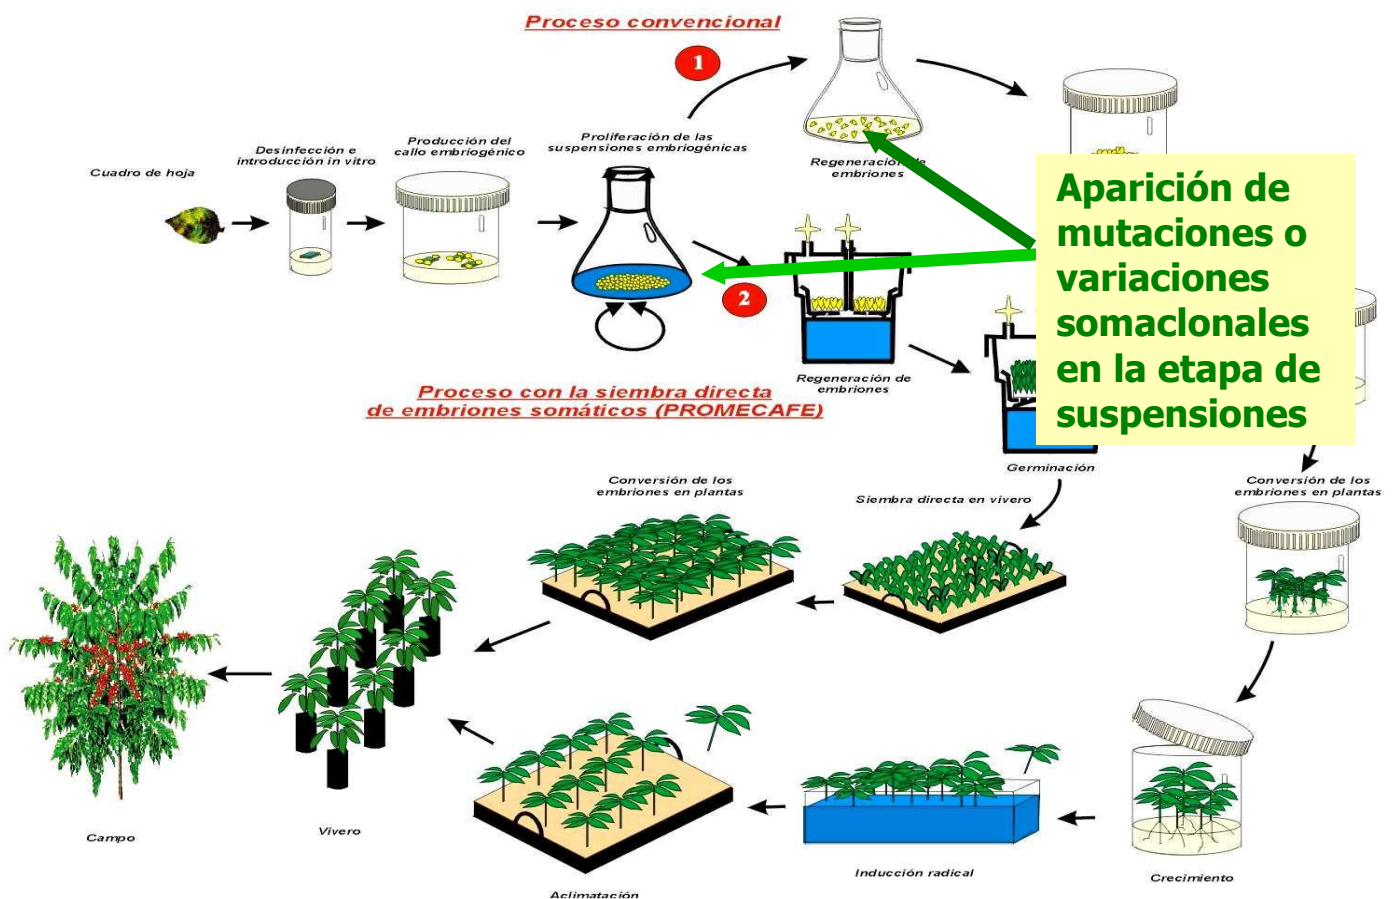 Proceso convencional
1
Proliferación de las
suspensiones embriogénicas
Producción del
callo embriogénico
Desinfección e
introducción in vitro
Cuadro de hoja
Regeneración de
embriones
Aparición de
mutaciones o
variaciones
somaclonales
en la etapa de
suspensiones
2
Regeneración de
embriones
Proceso con la siembra directa
de embriones somáticos (PROMECAFE)
Germinación
Conversión de los
embriones en plantas
Siembra directa en vivero
Conversión de los
embriones en plantas
Campo
Vivero
Aclimatación
Inducción radical
Crecimiento